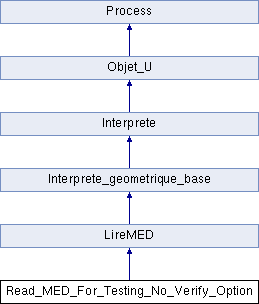 Process
Objet_U
Interprete
Interprete_geometrique_base
LireMED
Read_MED_For_Testing_No_Verify_Option